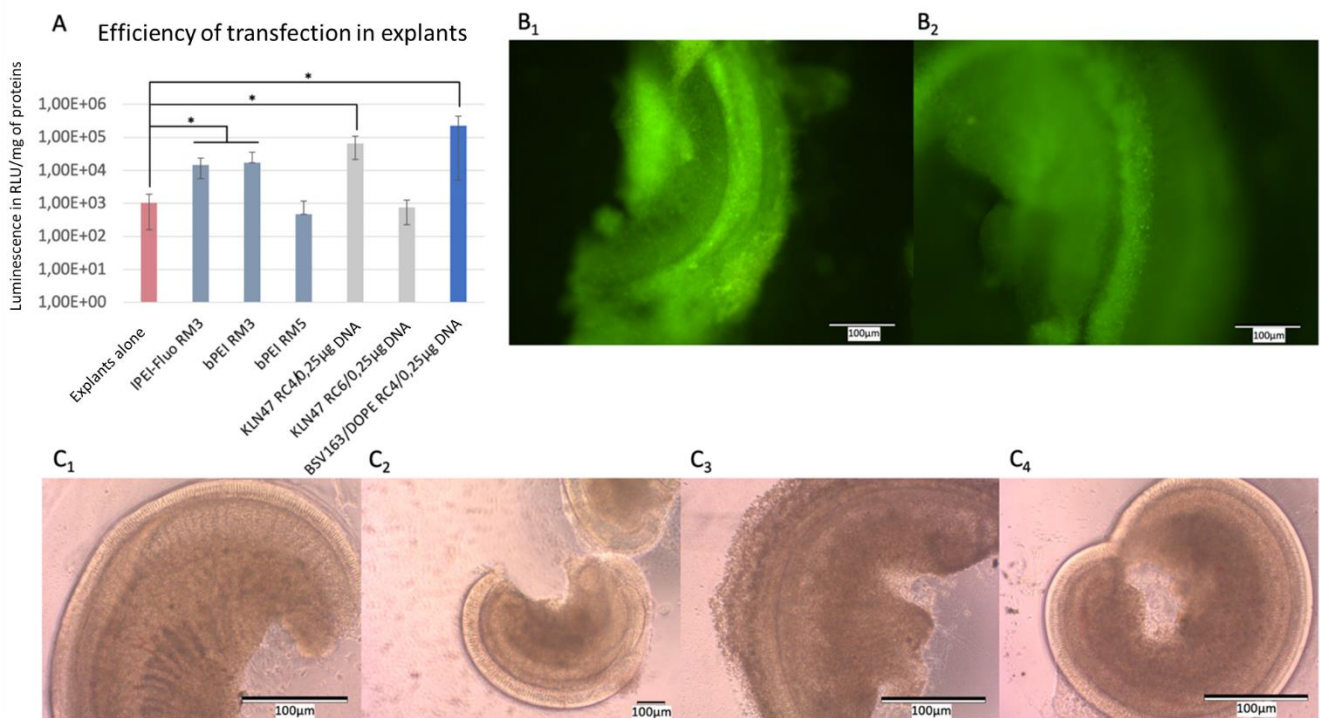 A
Efficiency of transfection in explants
Luminescence in RLU/mg of proteins
*
*
*
1,00E+06
1,00E+05
1,00E+04
1,00E+03
1,00E+02
1,00E+01
1,00E+00
Explants alone
lPEI-Fluo RM3
bPEI RM3
bPEI RM5
KLN47 RC4/0,25µg DNA
KLN47 RC6/0,25µg DNA
BSV163/DOPE RC4/0,25µg DNA
B₁
B₂
100µm
100µm
C₁
C₂
C₃
C₄
100µm
100µm
100µm
100µm